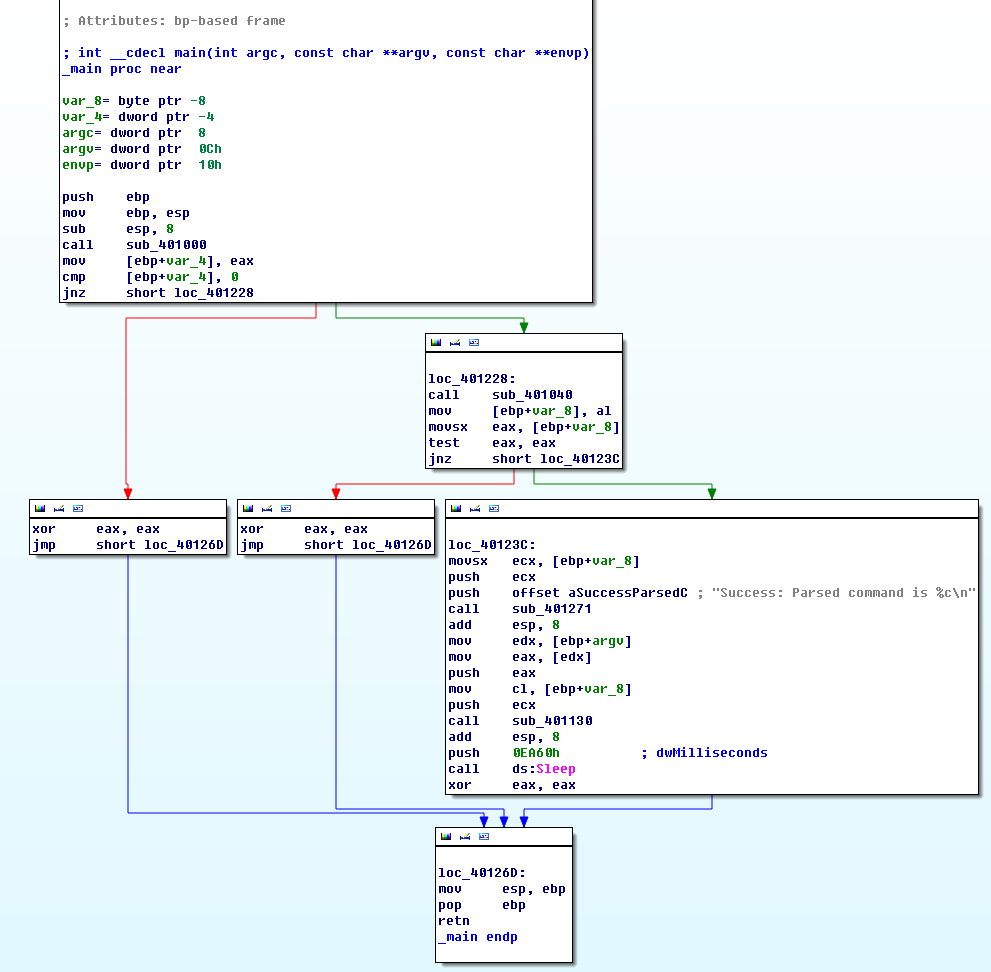 ; Attributes: bp-based frame
; int __cdecl main(int argc, const char **argv, const char **envp)
_main proc near
var_8= byte ptr -8
var_4= dword ptr -4
argc= dword ptr  8
argv= dword ptr  0Ch
envp= dword ptr  10h
push    ebp
mov     ebp, esp
sub     esp, 8
call    sub_401000
mov     [ebp+var_4], eax
cmp     [ebp+var_4], 0
jnz     short loc_401228
loc_401228:
call    sub_401040
mov     [ebp+var_8], al
movsx   eax, [ebp+var_8]
test    eax, eax
jnz     short loc_40123C
xor     eax, eax
jmp     short loc_40126D
xor     eax, eax
jmp     short loc_40126D
loc_40123C:
movsx   ecx, [ebp+var_8]
push    ecx
push    offset aSuccessParsedC ; "Success: Parsed command is %c\n"
call    sub_401271
add     esp, 8
mov     edx, [ebp+argv]
mov     eax, [edx]
push    eax
mov     cl, [ebp+var_8]
push    ecx
call    sub_401130
add     esp, 8
push    0EA60h          ; dwMilliseconds
call    ds:Sleep
xor     eax, eax
loc_40126D:
mov     esp, ebp
pop     ebp
retn
_main endp